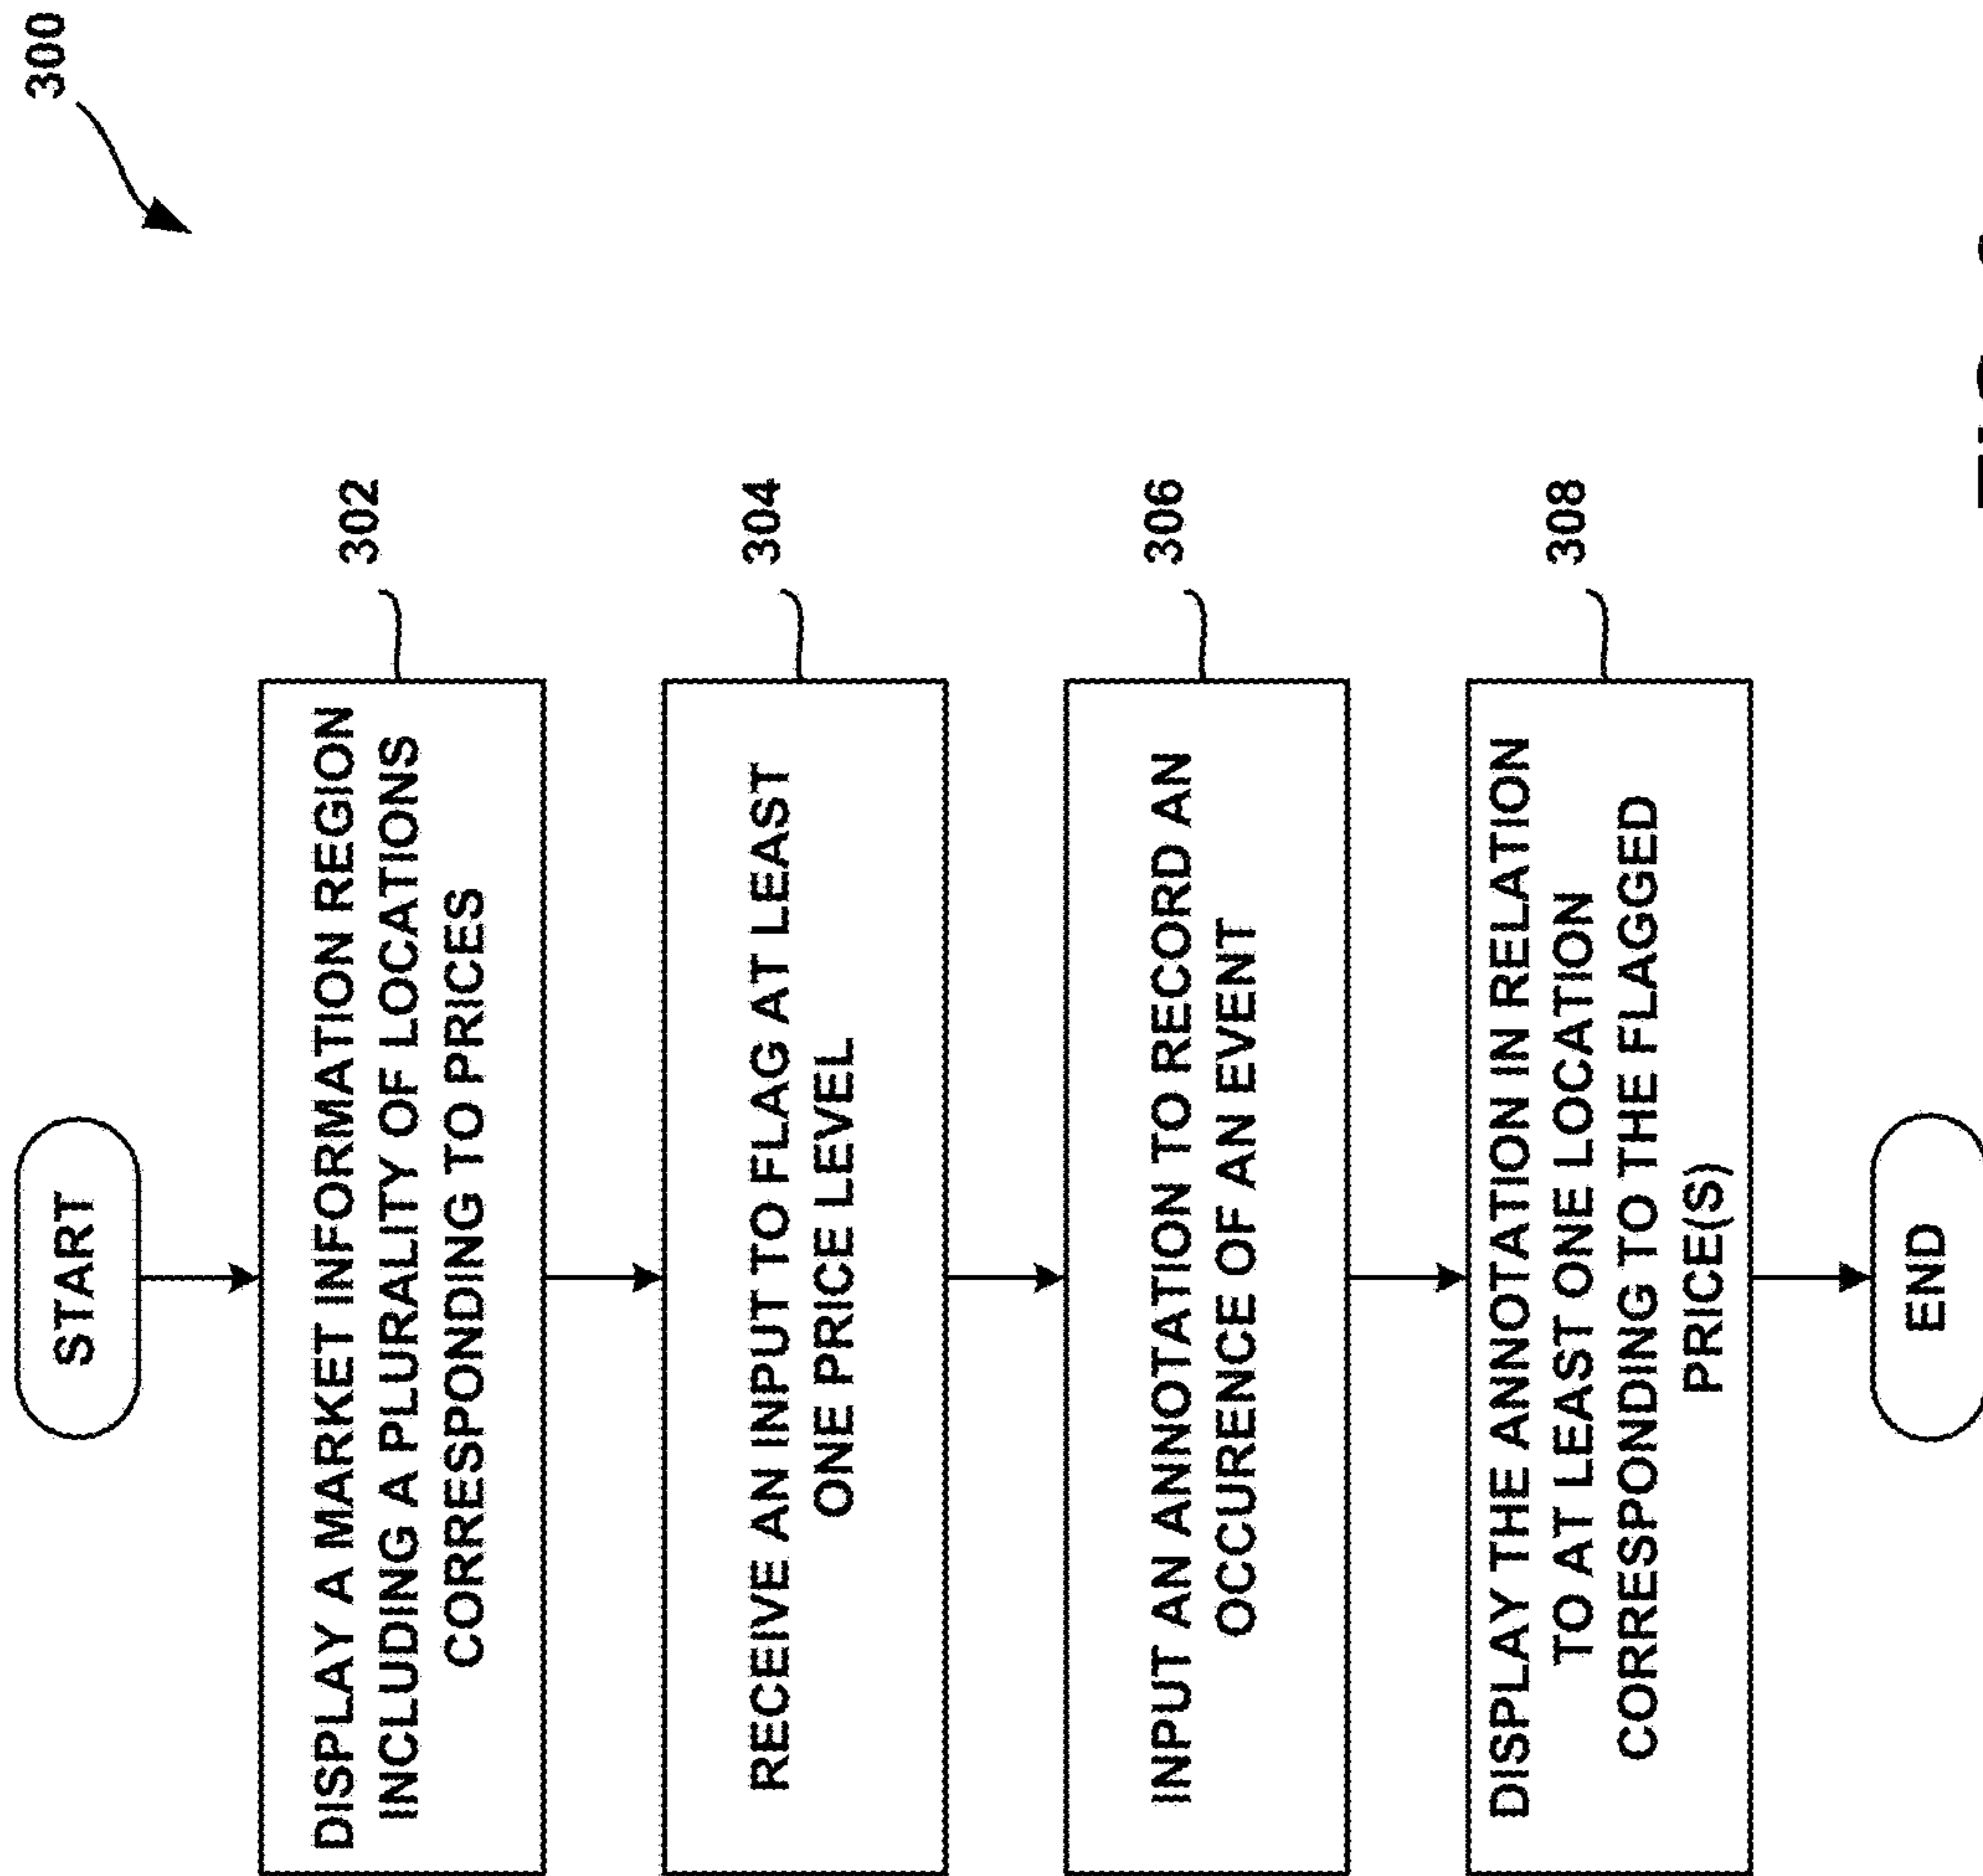 300
START
DISPLAY A MARKET INFORMATION REGION
INCLUDING A PLURALITY OF LOCATIONS
CORRESPONDING TO PRICES
302
RECEIVE AN INPUT TO FLAG AT LEAST
ONE PRICE LEVEL
304
INPUT AN ANNOTATION TO RECORD AN
OCCURENCE OF AN EVENT
306
DISPLAY THE ANNOTATION IN RELATION
TO AT LEAST ONE LOCATION
CORRESPONDING TO THE FLAGGED
PRICE(S)
308
END